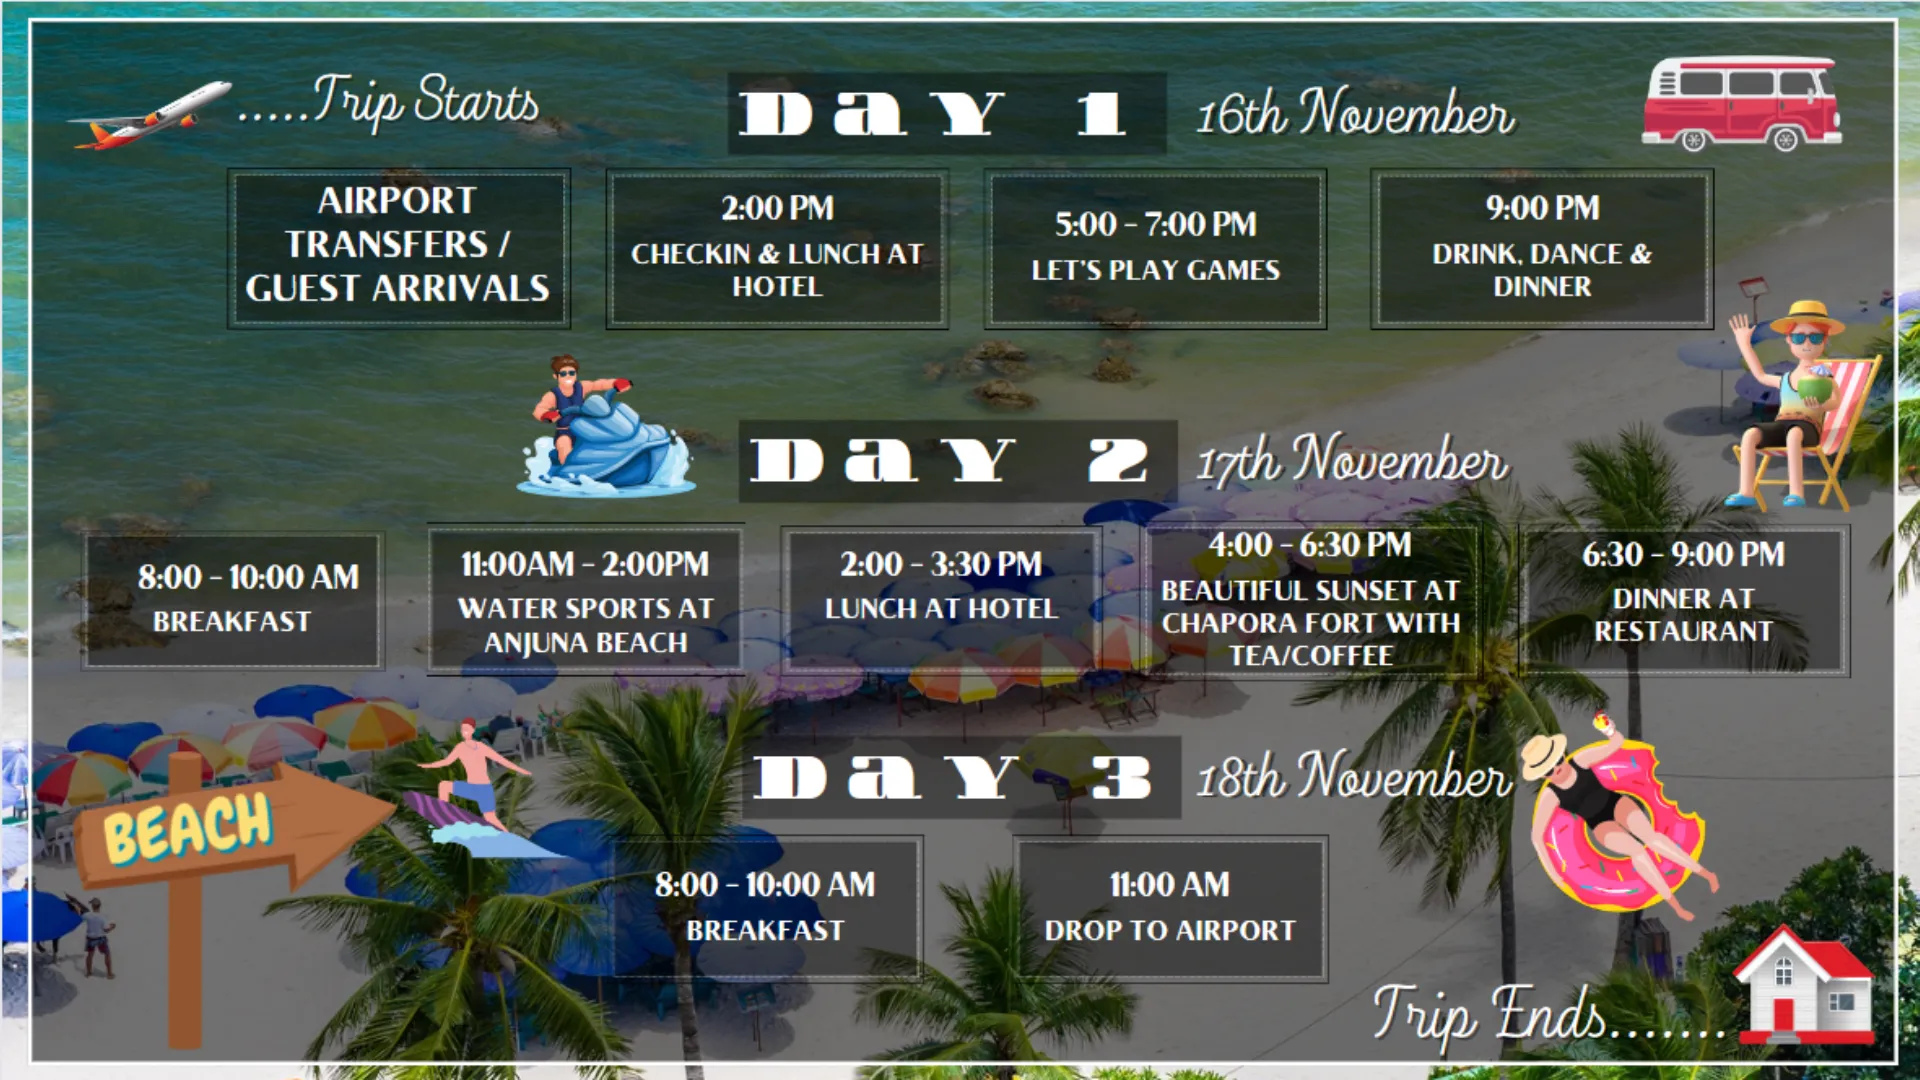 .....Trip Starts
DAY 1
16th November
AIRPORT
TRANSFERS /
GUEST ARRIVALS
2:00 PM
CHECKIN & LUNCH AT
HOTEL
5:00 – 7:00 PM
LET'S PLAY GAMES
9:00 PM
DRINK, DANCE &
DINNER
DAY 2
17th November
8:00 – 10:00 AM
BREAKFAST
11:00AM – 2:00PM
WATER SPORTS AT
ANJUNA BEACH
2:00 – 3:30 PM
LUNCH AT HOTEL
4:00 – 6:30 PM
BEAUTIFUL SUNSET AT
CHAPORA FORT WITH
TEA/COFFEE
6:30 – 9:00 PM
DINNER AT
RESTAURANT
BEACH
DAY 3
18th November
8:00 – 10:00 AM
BREAKFAST
11:00 AM
DROP TO AIRPORT
Trip Ends.......